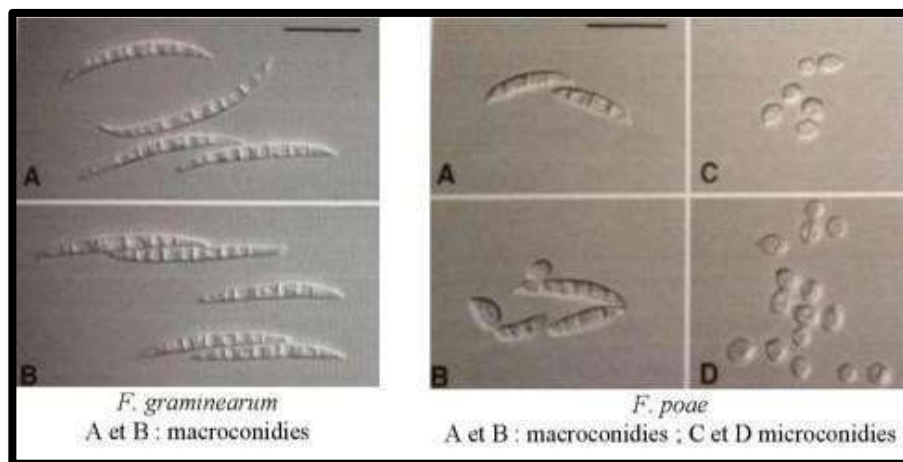 A
B
F. graminearum
A et B : macroconidies
A
C
B
D
F. poae
A et B : macroconidies ; C et D microconidies